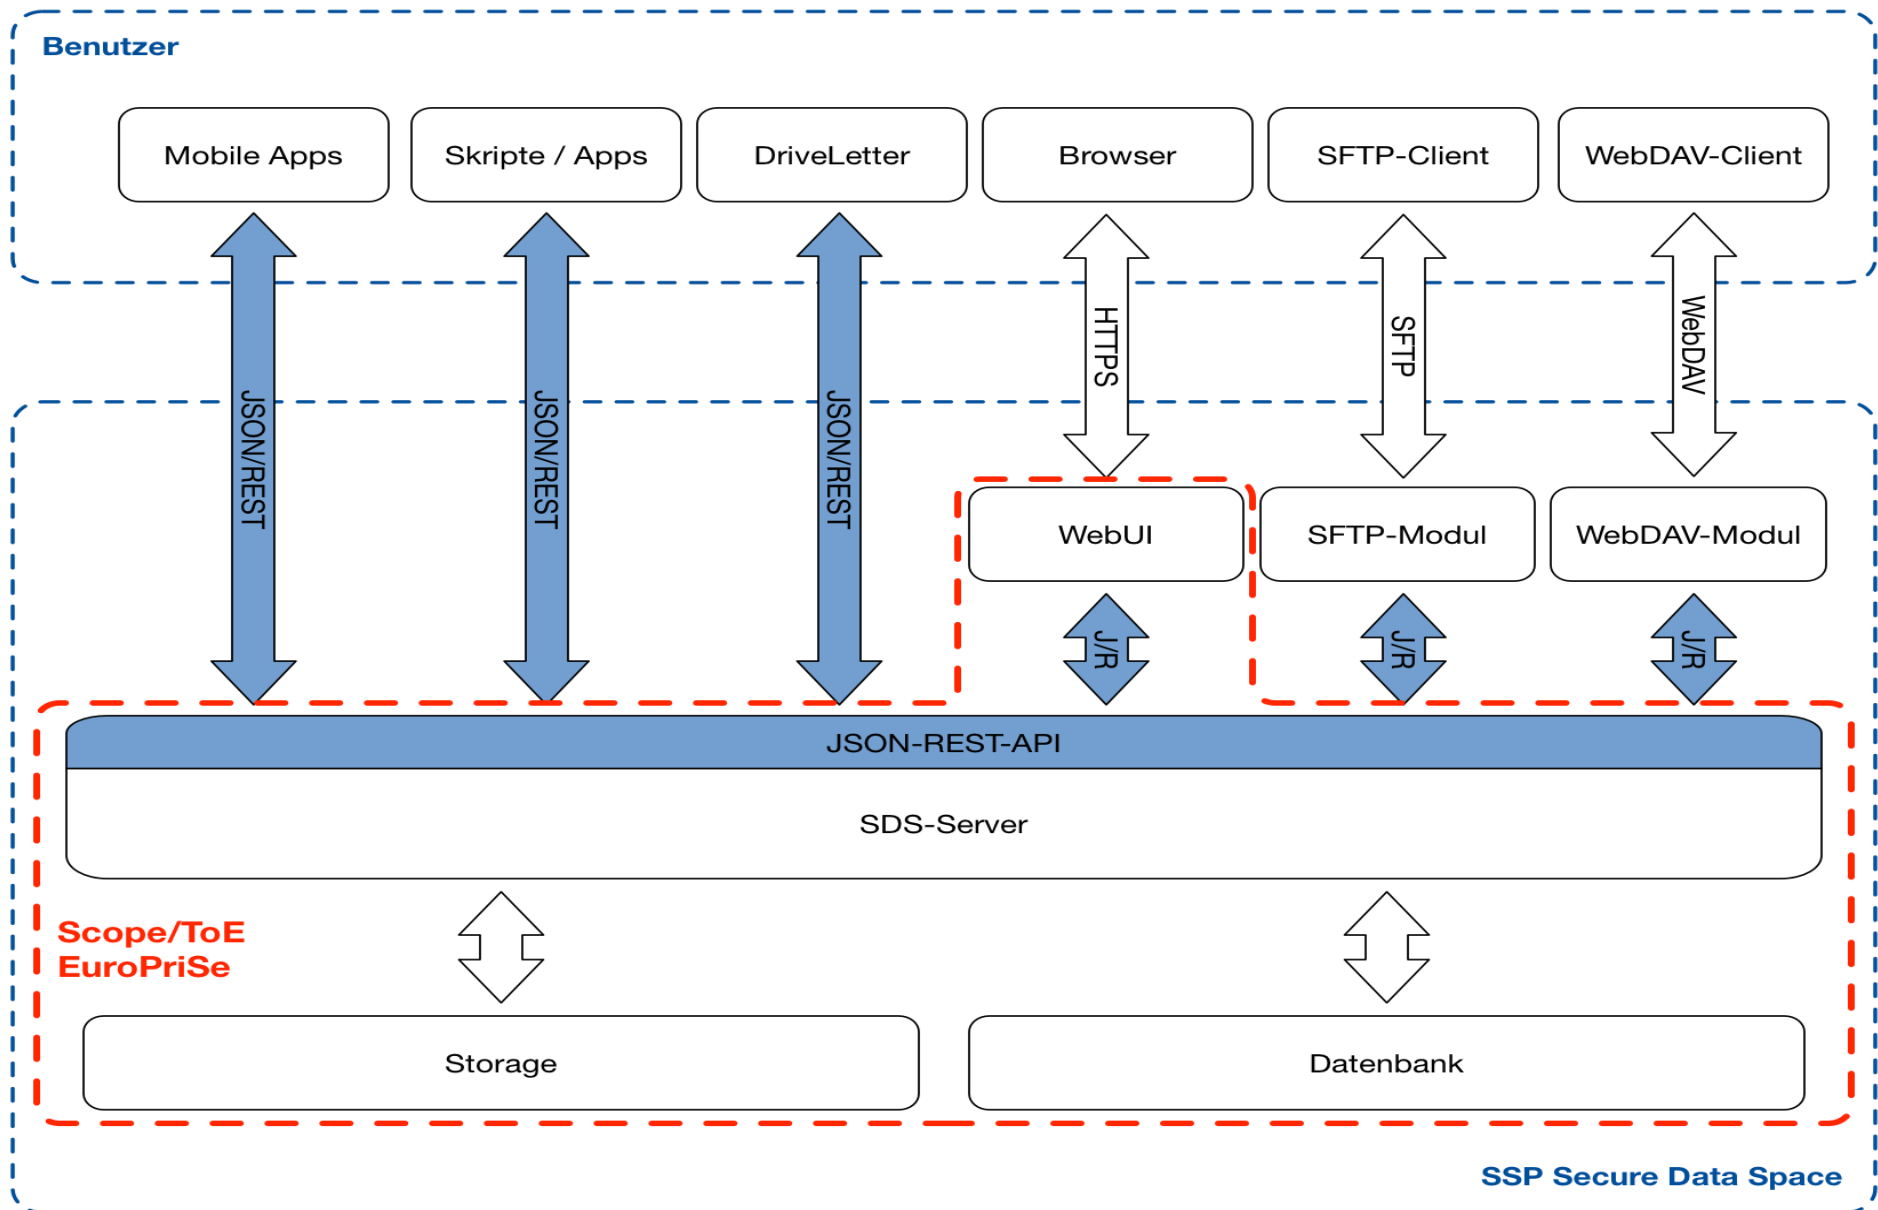 Benutzer
Mobile Apps
Skripte / Apps
DriveLetter
Browser
SFTP-Client
WebDAV-Client
JSON/REST
JSON/REST
JSON/REST
HTTPS
SFTP
WebDAV
WebUI
SFTP-Modul
WebDAV-Modul
J/R
J/R
J/R
JSON-REST-API
SDS-Server
Scope/ToE
EuroPriSe
Storage
Datenbank
SSP Secure Data Space